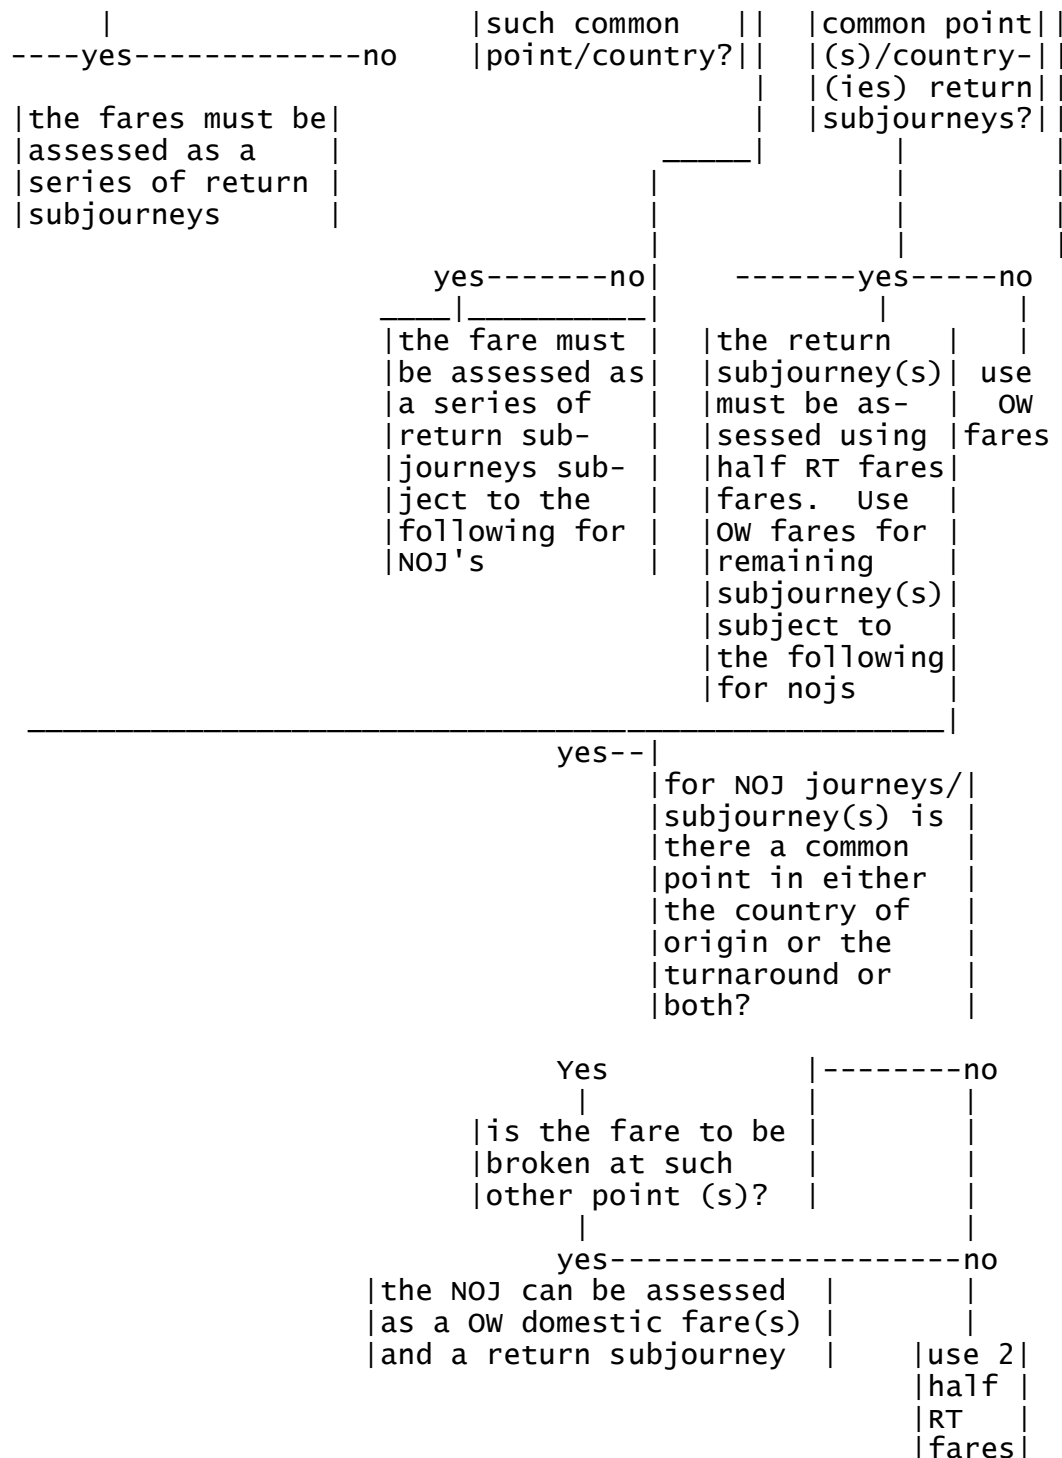 |such common || |common point||
----yes-------------no |point/country?|| |(s)/country-||
| |(ies) return||
|the fares must be| | |subjourneys?||
|assessed as a | _____| | |
|series of return | | | |
|subjourneys | | | |
yes-------no| -------yes-----no
____|__________| | |
|the fare must | |the return | |
|be assessed as| |subjourney(s)| use
|a series of | |must be as- | OW
|return sub- | |sessed using |fares
|journeys sub- | |half RT fares|
|ject to the | |fares. Use |
|following for | |OW fares for |
|NOJ's | |remaining |
|subjourney(s)|
|subject to |
|the following|
|for nojs |
yes--|
|for NOJ journeys/|
|subjourney(s) is |
|there a common |
|point in either |
|the country of |
|origin or the |
|turnaround or |
|both? |
Yes |--------no
|is the fare to be | |
|broken at such | |
|other point (s)? | |
yes--------------------no
|the NOJ can be assessed | |
|as a OW domestic fare(s) | |
|and a return subjourney | |use 2|
|half |
|RT |
|fares|